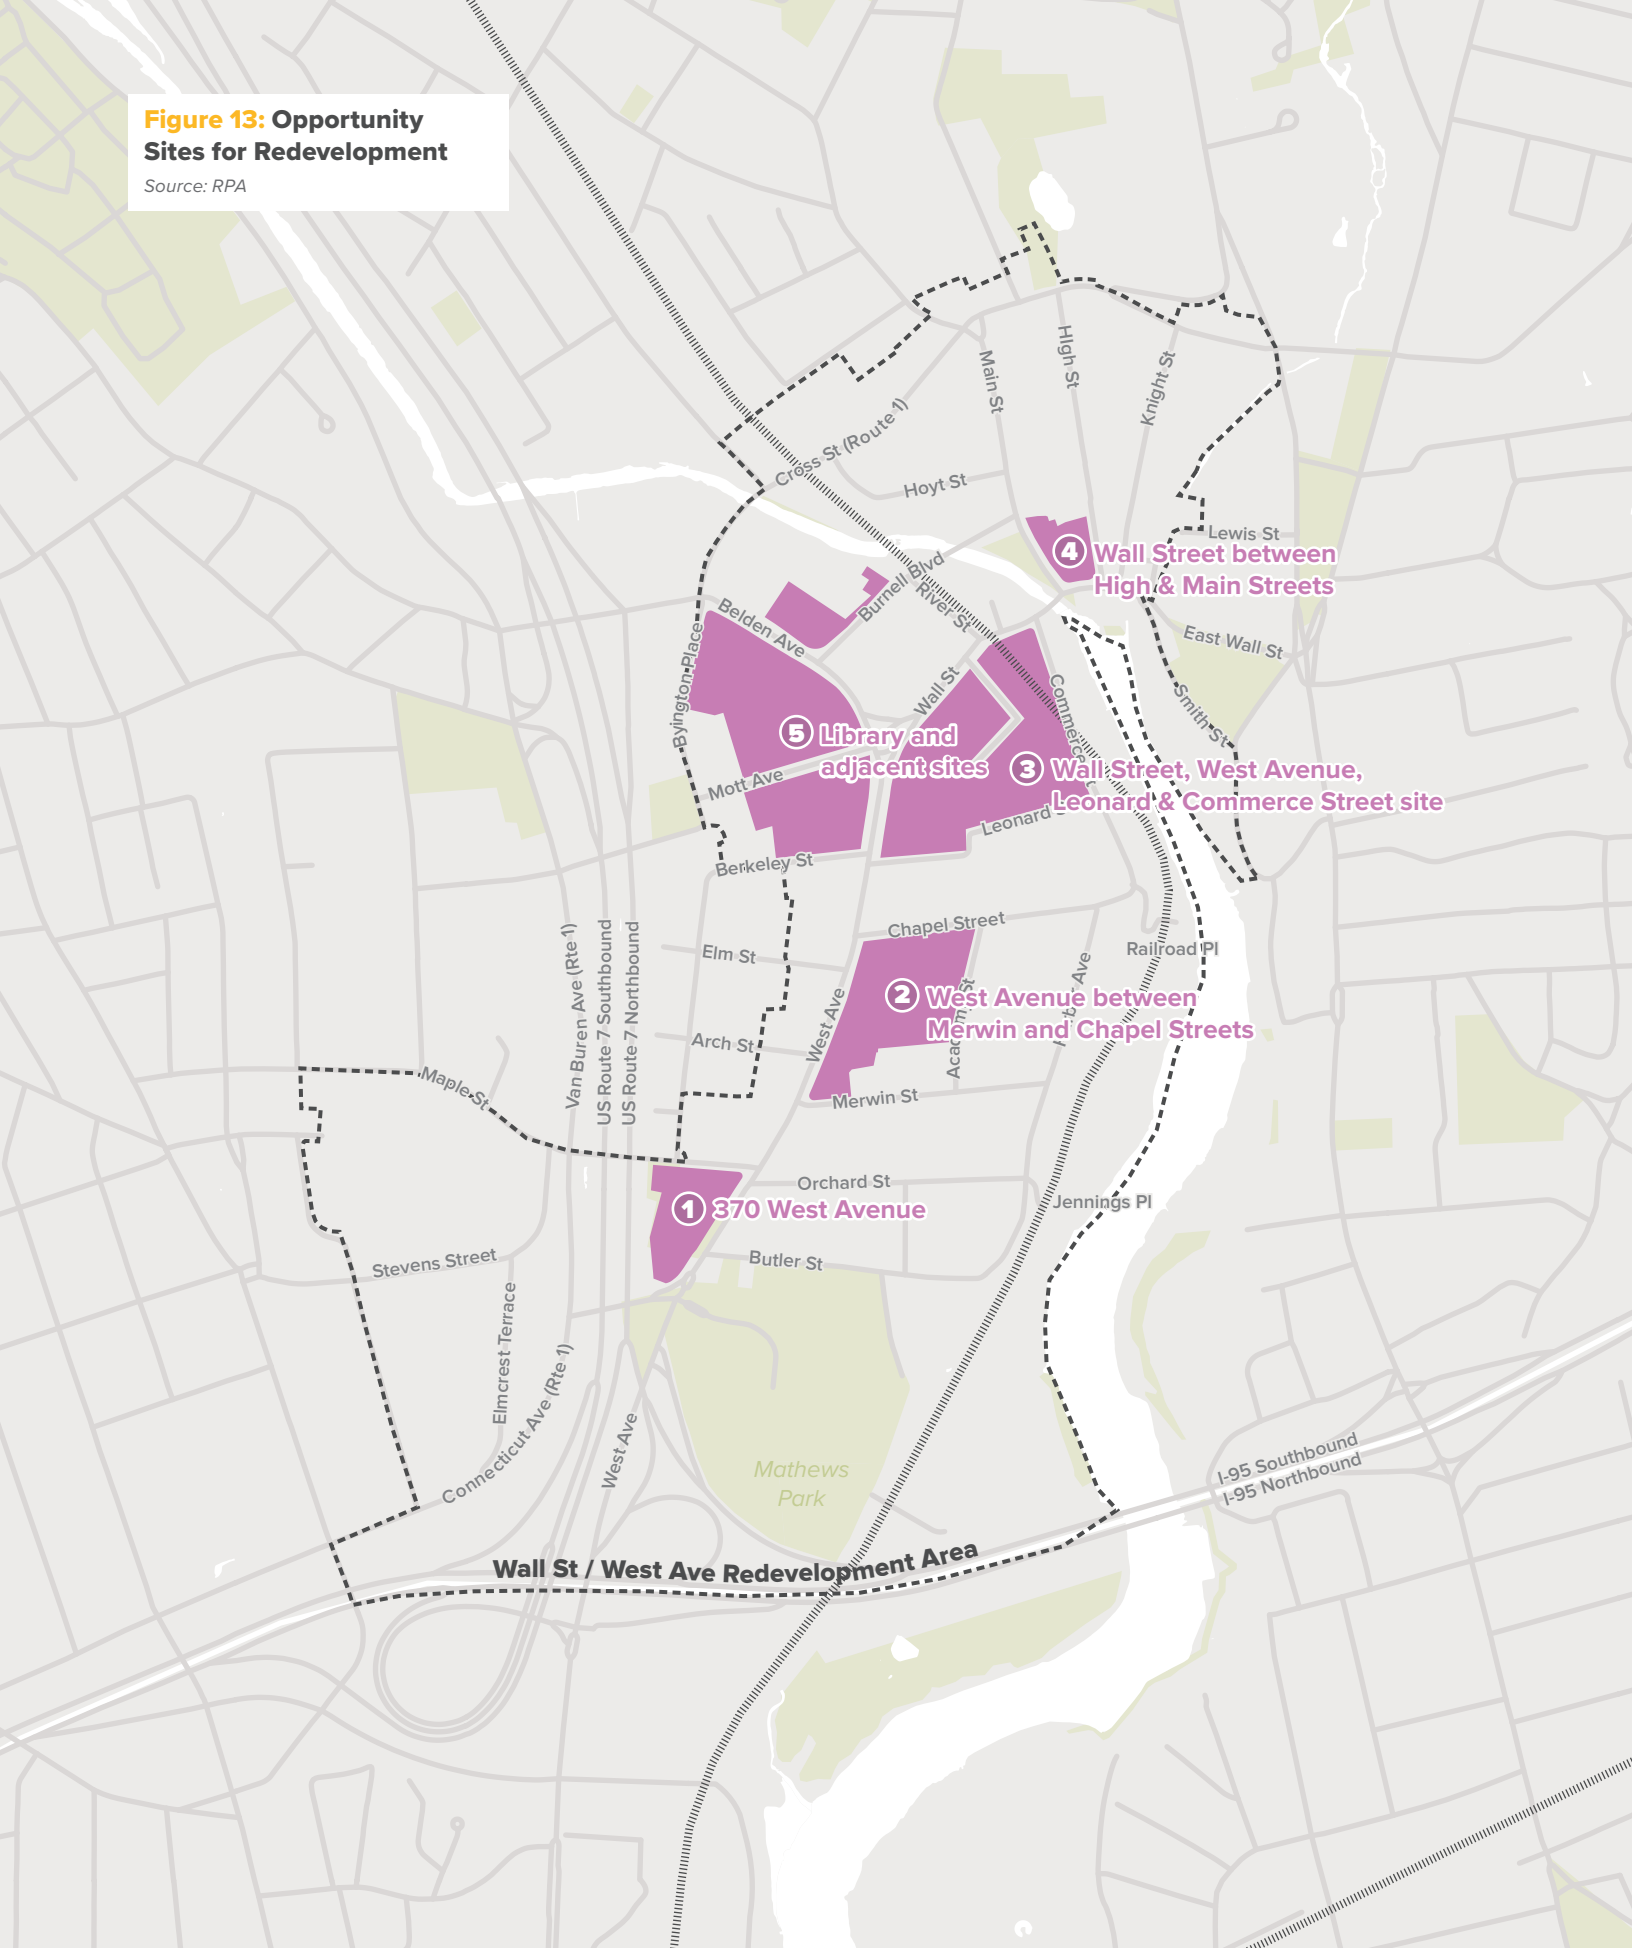 Figure 13: Opportunity
Sites for Redevelopment
Source: RPA
Main St
HIgh St
Knight St
Cross St (Route 1)
Hoyt St
Lewis St
4
Wall Street between
High & Main Streets
Burnell Blvd
River St
Belden Ave
East Wall St
Byington Place
Wall St
Commerce
Smith St
5
Library and
adjacent sites
3
Wall Street, West Avenue,
Leonard & Commerce Street site
Mott Ave
Leonard
Berkeley St
Chapel Street
Elm St
Railroad Pl
Van Buren Ave (Rte 1)
US Route 7 Southbound
US Route 7 Northbound
West Ave
2
West Avenue between
Merwin and Chapel Streets
Ave
Arch St
Maple St
Merwin St
Orchard St
Jennings Pl
1
370 West Avenue
Stevens Street
Butler St
Elmcrest Terrace
Connecticut Ave (Rte 1)
West Ave
Mathews
Park
I-95 Southbound
I-95 Northbound
Wall St / West Ave Redevelopment Area